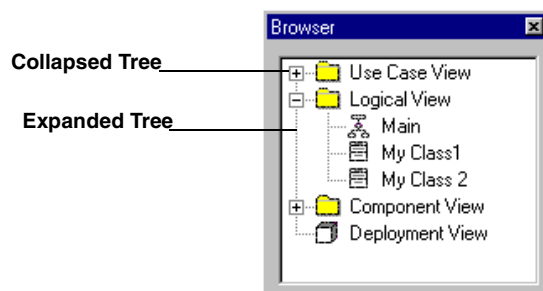 Browser
Collapsed Tree
Use Case View
Logical View
Expanded Tree
Main
My Class1
My Class 2
Component View
Deployment View